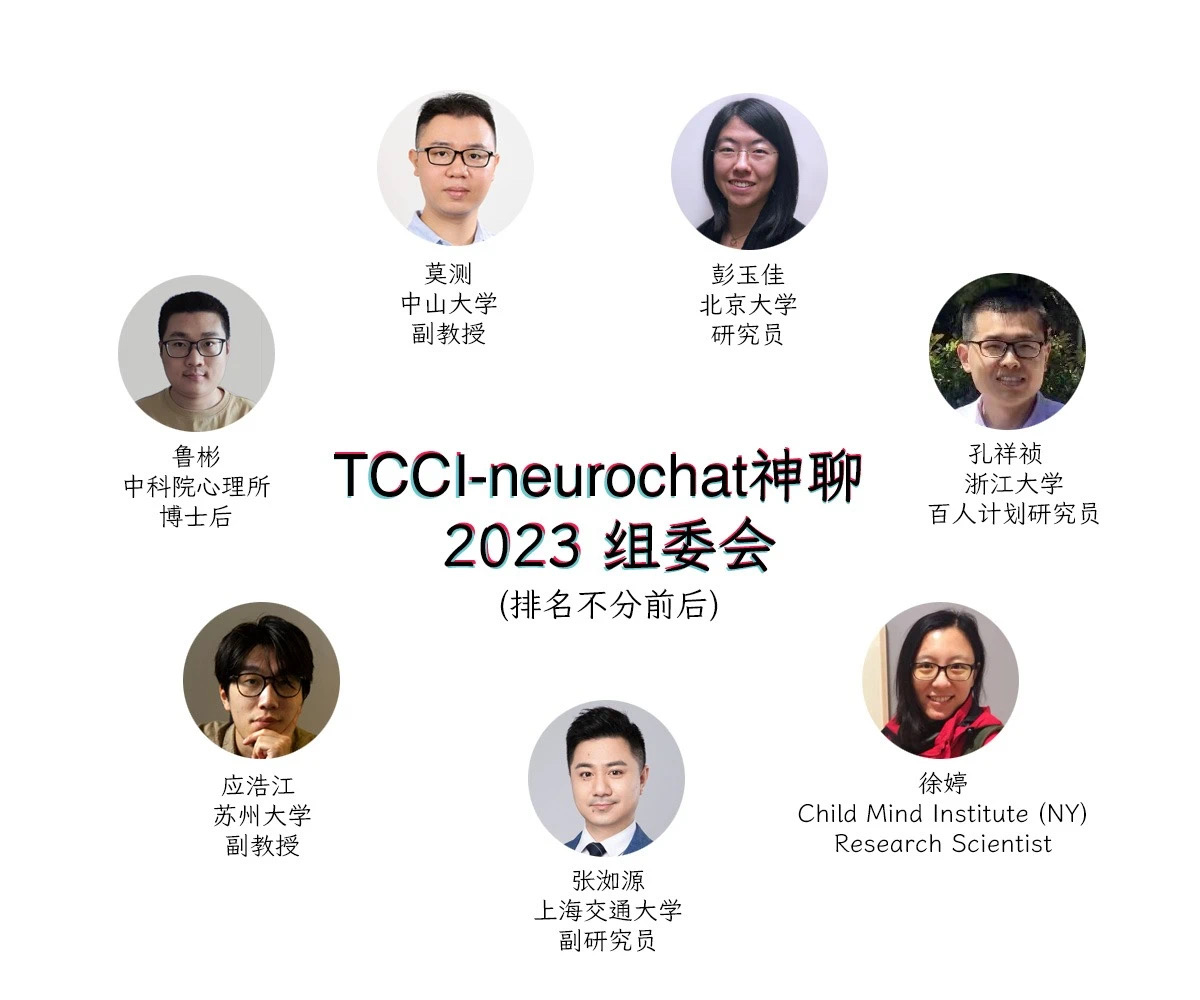 莫测
中山大学
副教授
彭玉佳
北京大学
研究员
鲁彬
中科院心理所
博士后
孔祥祯
浙江大学
百人计划研究员
TCCI-neurochat神聊
2023 组委会
(排名不分前后)
应浩江
苏州大学
副教授
张洳源
上海交通大学
副研究员
徐婷
Child Mind Institute (NY)
Research Scientist